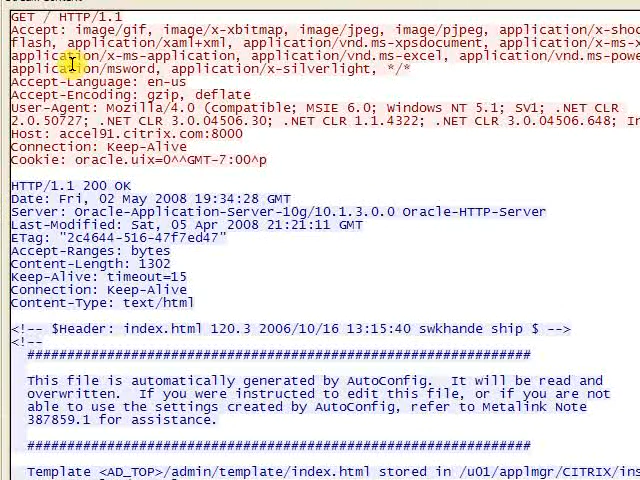 Stream Content
GET / HTTP/1.1
Accept: image/gif, image/x-xbitmap, image/jpeg, image/pjpeg, application/x-shoc
flash, application/xaml+xml, application/vnd.ms-xpsdocument, application/x-ms-x
application/x-ms-application, application/vnd.ms-excel, application/vnd.ms-powe
application/msword, application/x-silverlight, */*
Accept-Language: en-us
Accept-Encoding: gzip, deflate
User-Agent: Mozilla/4.0 (compatible; MSIE 6.0; Windows NT 5.1; SV1; .NET CLR
2.0.50727; .NET CLR 3.0.04506.30; .NET CLR 1.1.4322; .NET CLR 3.0.04506.648; In
Host: accel91.citrix.com:8000
Connection: Keep-Alive
Cookie: oracle.uix=0^^GMT-7:00^p
HTTP/1.1 200 OK
Date: Fri, 02 May 2008 19:34:28 GMT
Server: Oracle-Application-Server-10g/10.1.3.0.0 Oracle-HTTP-Server
Last-Modified: Sat, 05 Apr 2008 21:21:11 GMT
ETag: "2c4644-516-47f7ed47"
Accept-Ranges: bytes
Content-Length: 1302
Keep-Alive: timeout=15
Connection: Keep-Alive
Content-Type: text/html
<!-- $Header: index.html 120.3 2006/10/16 13:15:40 swkhande ship $ -->
<!--
###############################################################
This file is automatically generated by AutoConfig. It will be read and
overwritten. If you were instructed to edit this file, or if you are not
able to use the settings created by AutoConfig, refer to Metalink Note
387859.1 for assistance.
###############################################################
Template <AD_TOP>/admin/template/index.html stored in /u01/applmgr/CITRIX/ins